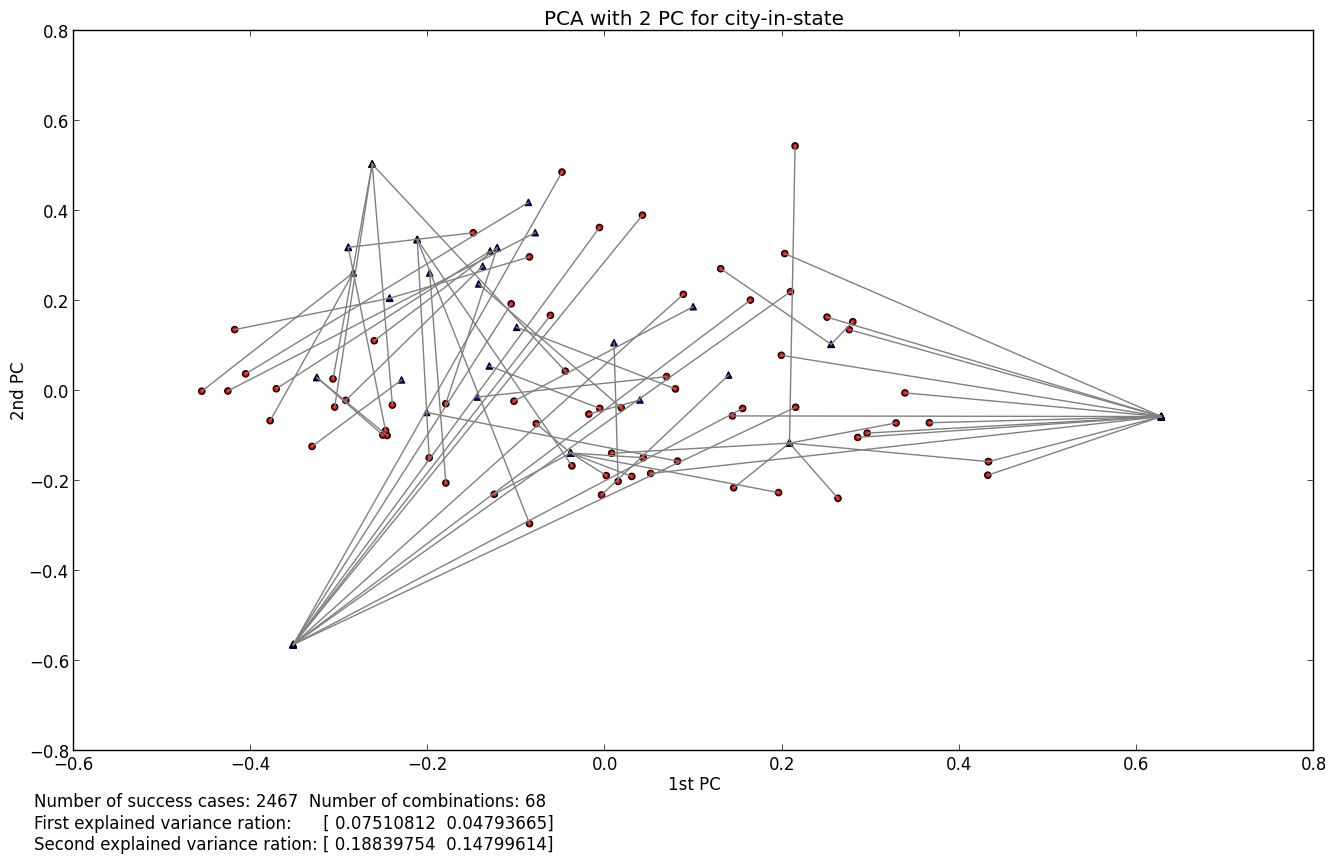 PCA with 2 PC for city-in-state
0.8
0.6
0.4
0.2
0.0
−0.2
−0.4
−0.6
−0.8
2nd PC
−0.6 −0.4 −0.2 0.0 0.2 0.4 0.6 0.8
1st PC
Number of success cases: 2467 Number of combinations: 68
First explained variance ration: [ 0.07510812 0.04793665]
Second explained variance ration: [ 0.18839754 0.14799614]